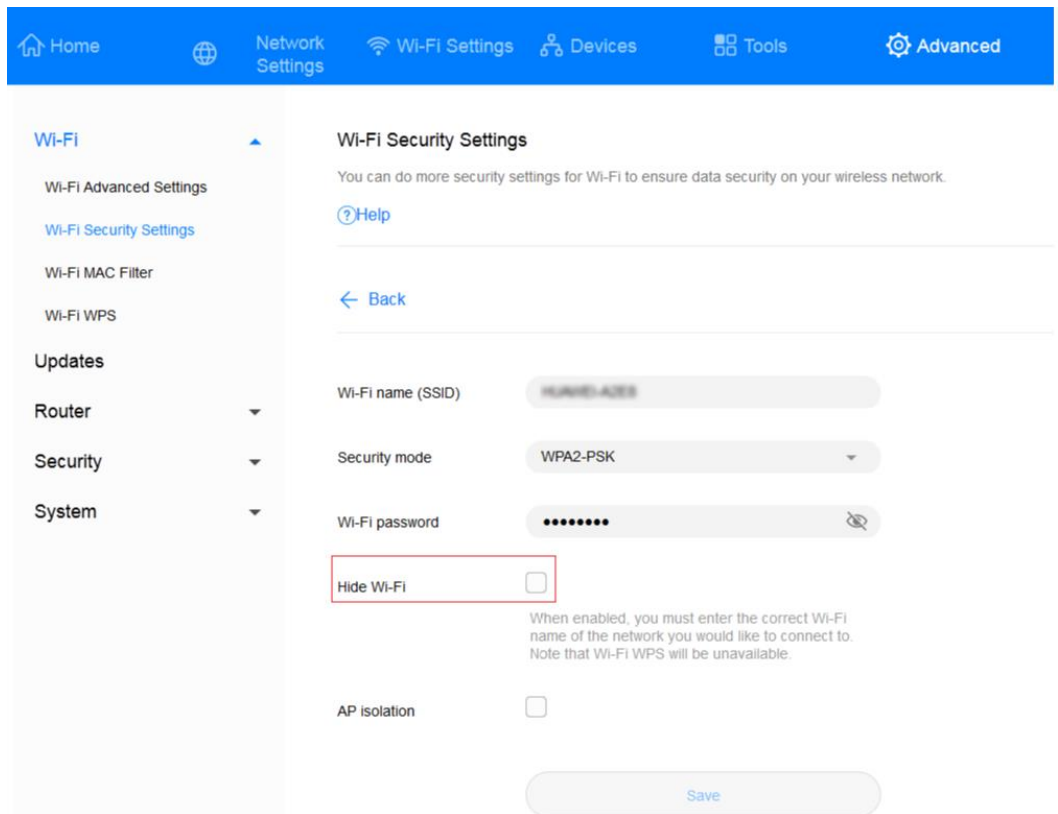 Home
Network
Settings
Wi-Fi Settings
Devices
Tools
Advanced
Wi-Fi
Wi-Fi Advanced Settings
Wi-Fi Security Settings
Wi-Fi MAC Filter
Wi-Fi WPS
Updates
Router
Security
System
Wi-Fi Security Settings
You can do more security settings for Wi-Fi to ensure data security on your wireless network.
?Help
Back
Wi-Fi name (SSID)
Security mode WPA2-PSK
Wi-Fi password ••••••••
Hide Wi-Fi
When enabled, you must enter the correct Wi-Fi
name of the network you would like to connect to.
Note that Wi-Fi WPS will be unavailable.
AP isolation
Save